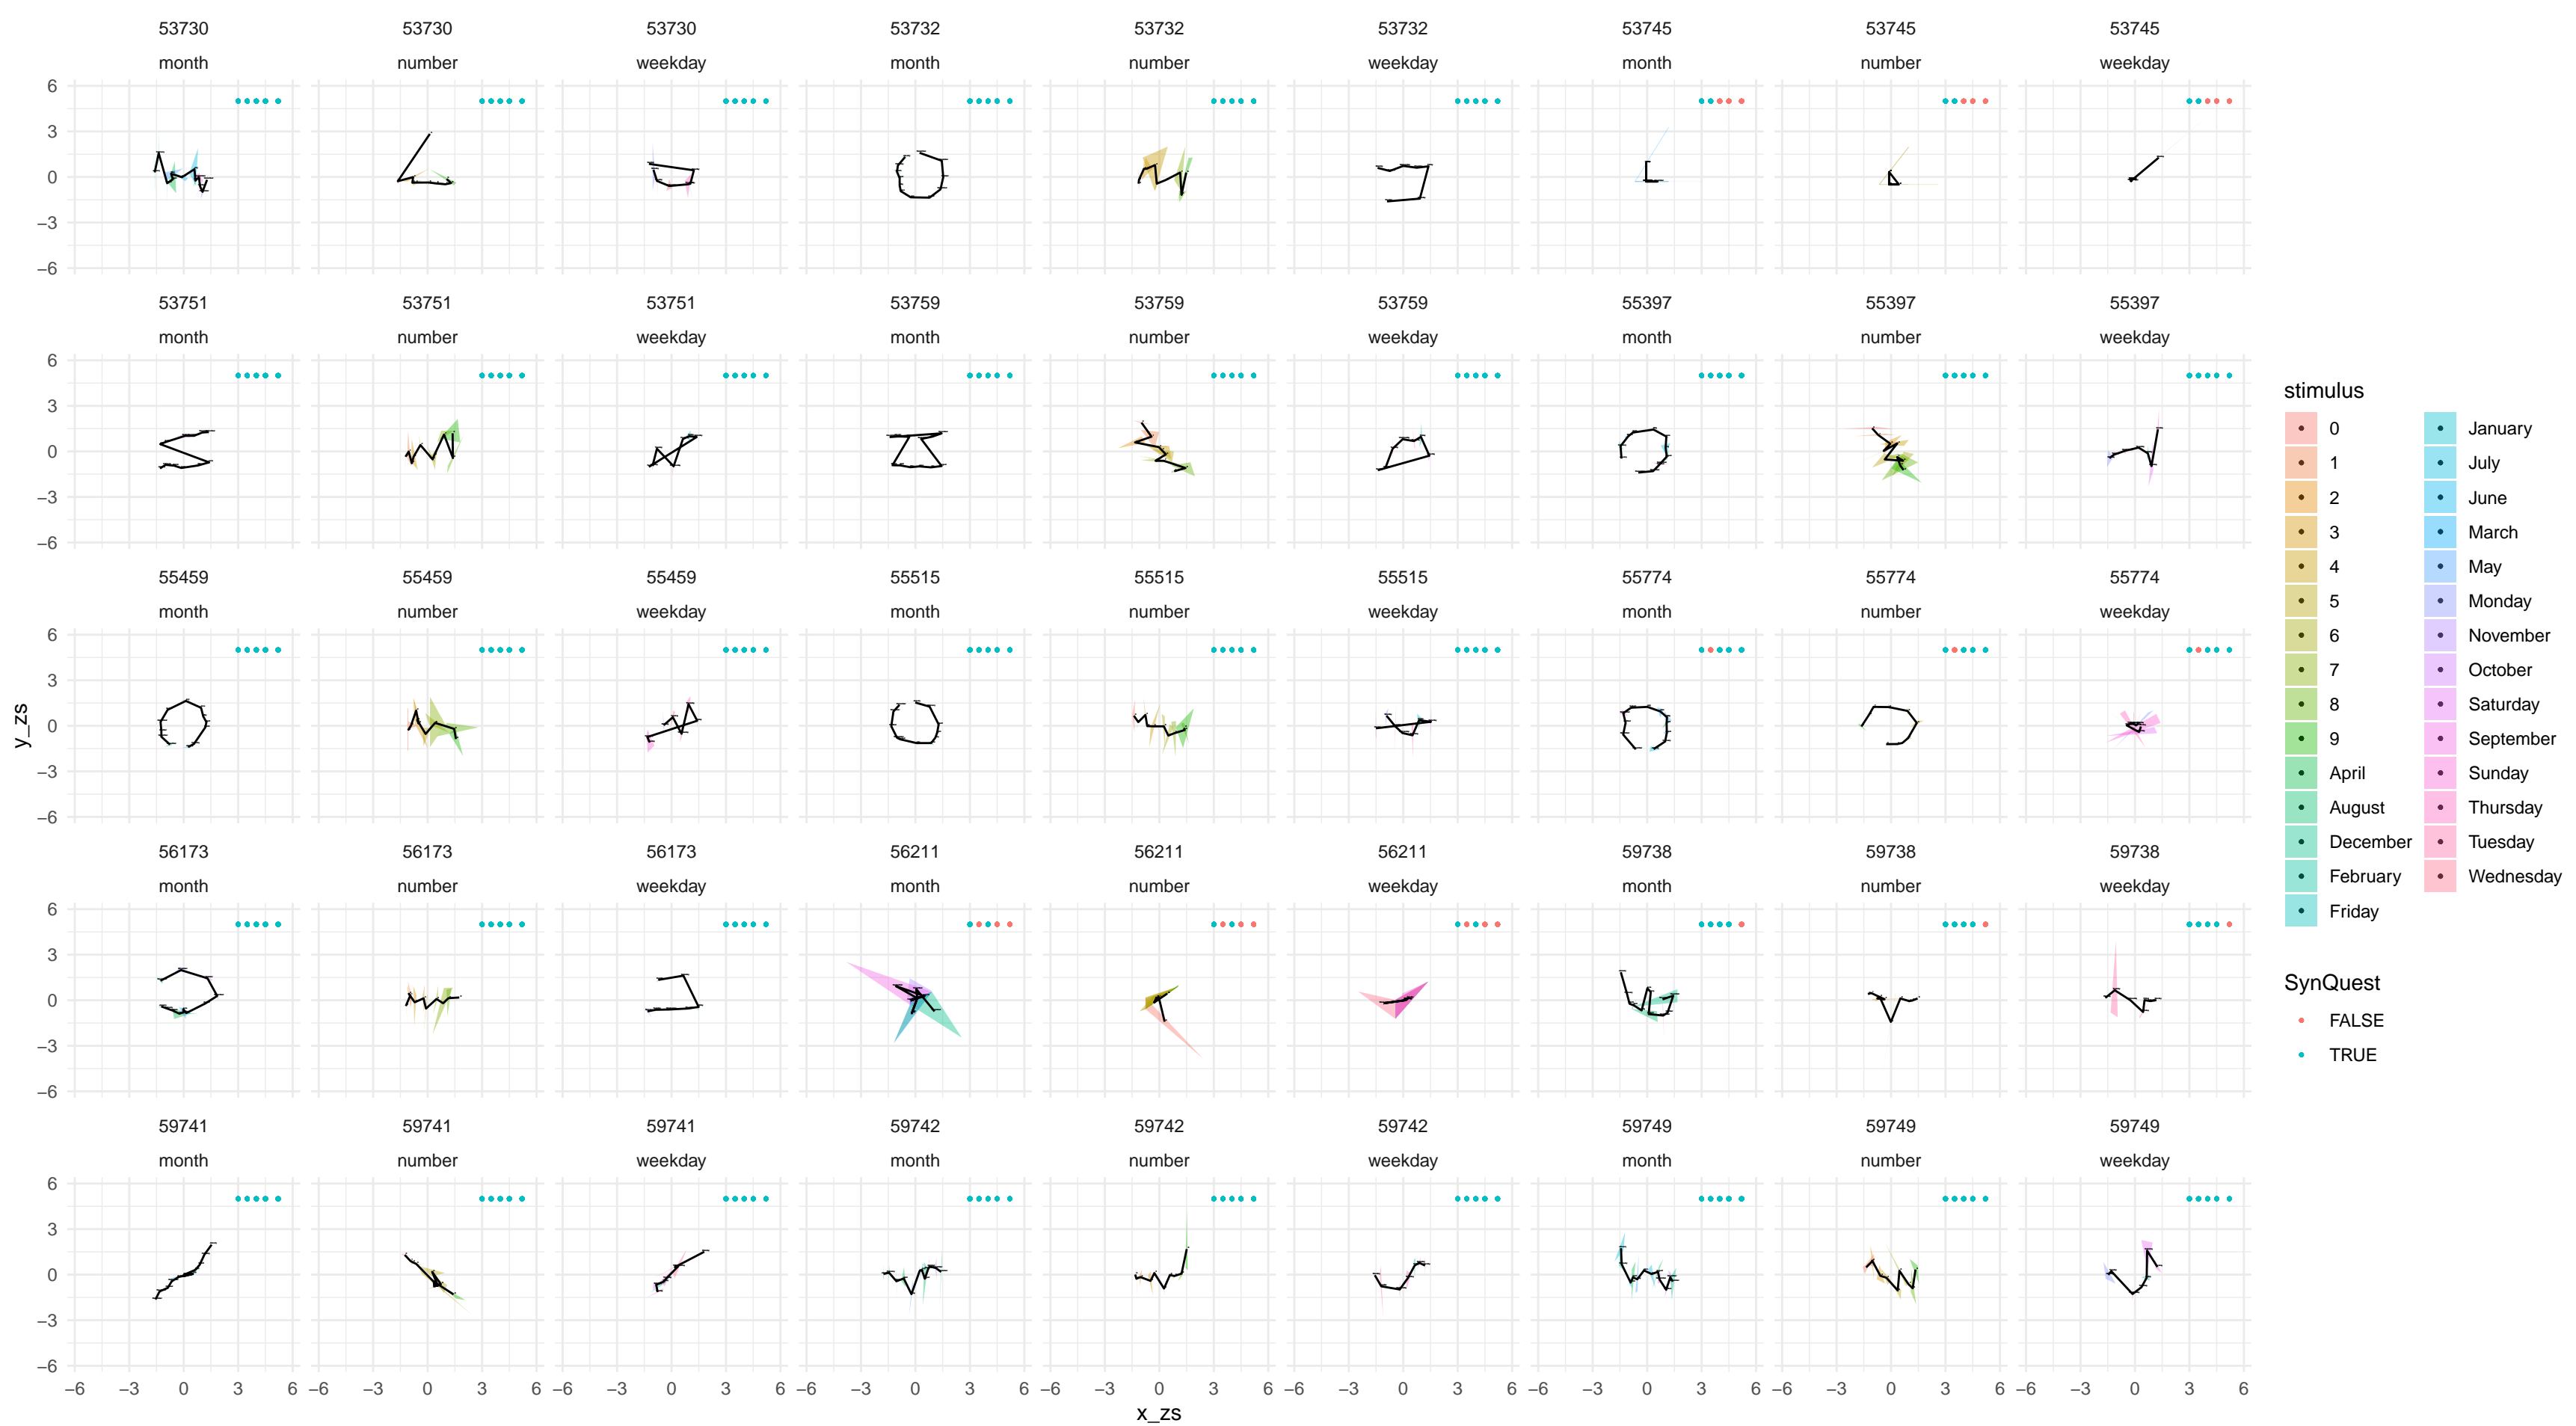 53730 53730 53730 53732 53732 53732 53745 53745 53745
month number weekday month number weekday month number weekday
6
3
0
−3
−6
53751 53751 53751 53759 53759 53759 55397 55397 55397
month number weekday month number weekday month number weekday
6
3
0
−3
−6
55459 55459 55459 55515 55515 55515 55774 55774 55774
month number weekday month number weekday month number weekday
6
3
0
−3
−6
56173 56173 56173 56211 56211 56211 59738 59738 59738
month number weekday month number weekday month number weekday
6
3
0
−3
−6
59741 59741 59741 59742 59742 59742 59749 59749 59749
month number weekday month number weekday month number weekday
6
3
0
−3
−6
−6 −3 0 3 6 −6 −3 0 3 6 −6 −3 0 3 6 −6 −3 0 3 6 −6 −3 0 3 6 −6 −3 0 3 6 −6 −3 0 3 6 −6 −3 0 3 6 −6 −3 0 3 6
x_zs
y_zs
stimulus
0
1
2
3
4
5
6
7
8
9
April
August
December
February
Friday
January
July
June
March
May
Monday
November
October
Saturday
September
Sunday
Thursday
Tuesday
Wednesday
SynQuest
FALSE
TRUE